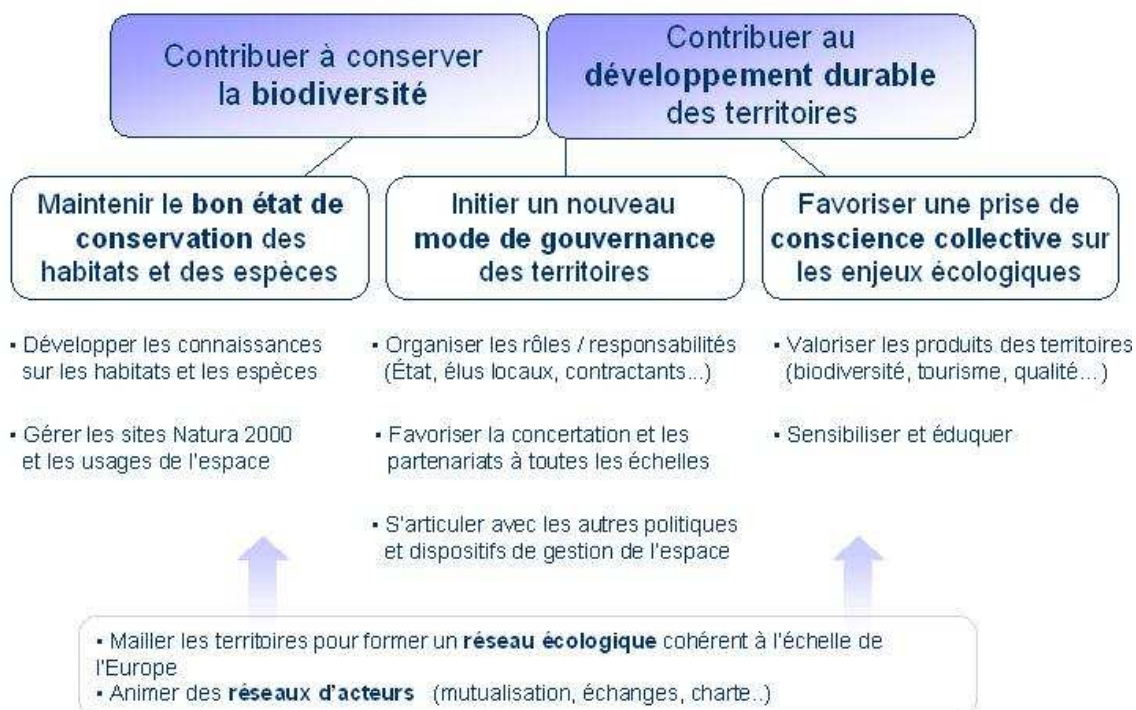 Contribuer à conserver
la biodiversité
Contribuer au
développement durable
des territoires
Maintenir le bon état de
conservation des
habitats et des espèces
Initier un nouveau
mode de gouvernance
des territoires
Favoriser une prise de
conscience collective sur
les enjeux écologiques
▪ Développer les connaissances
sur les habitats et les espèces
▪ Gérer les sites Natura 2000
et les usages de l'espace
▪ Organiser les rôles / responsabilités
(État, élus locaux, contractants...)
▪ Favoriser la concertation et les
partenariats à toutes les échelles
▪ S'articuler avec les autres politiques
et dispositifs de gestion de l'espace
▪ Valoriser les produits des territoires
(biodiversité, tourisme, qualité...)
▪ Sensibiliser et éduquer
▪ Mailler les territoires pour former un réseau écologique cohérent à l'échelle de
l'Europe
▪ Animer des réseaux d'acteurs (mutualisation, échanges, charte..)